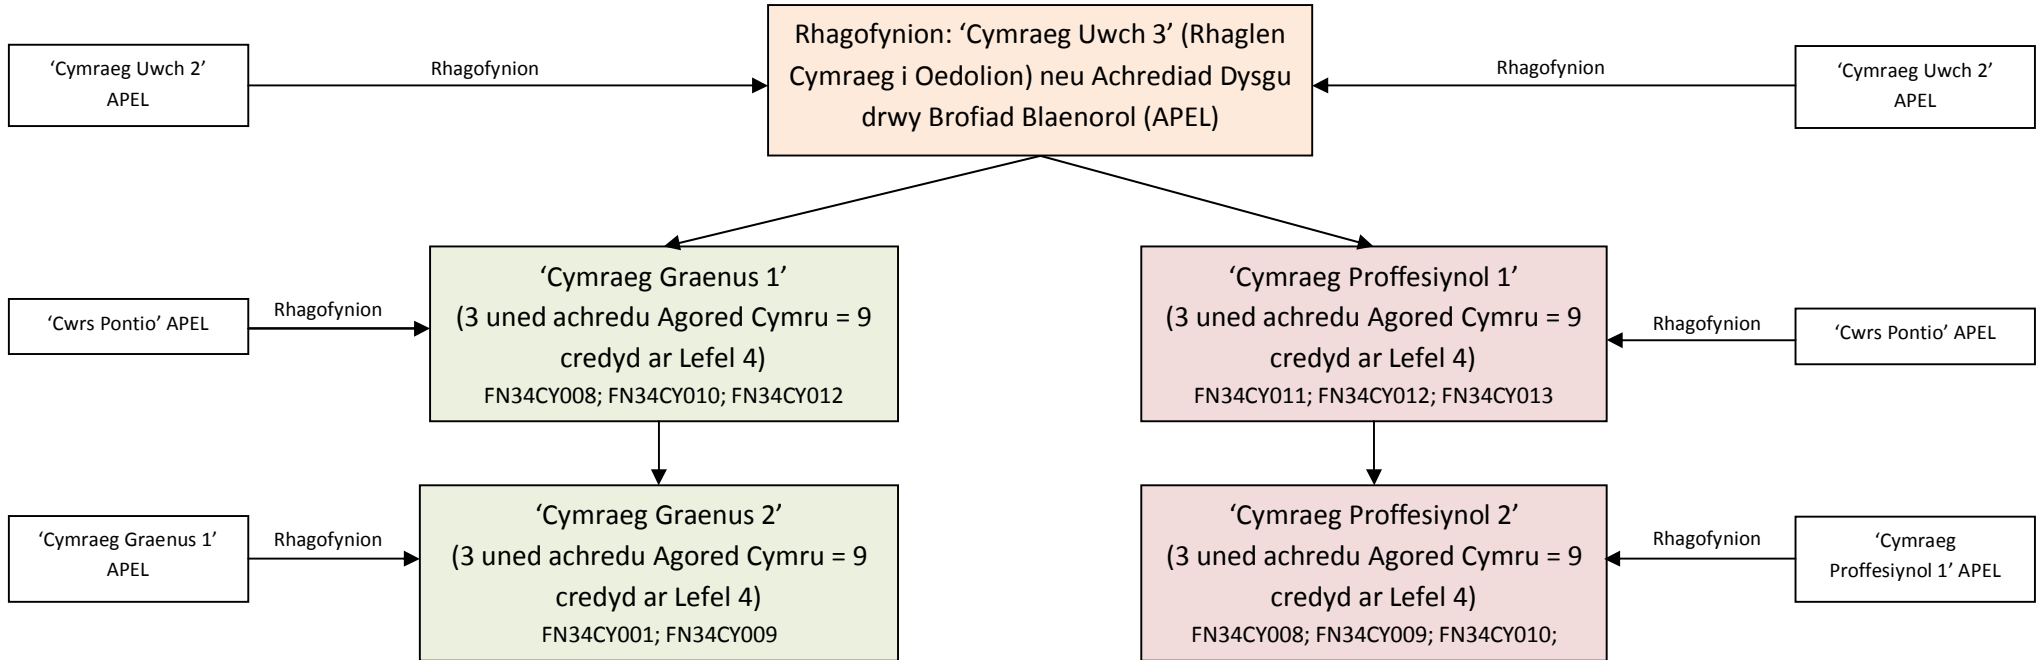 Rhagofynion: ‘Cymraeg Uwch 3’ (Rhaglen
Cymraeg i Oedolion) neu Achrediad Dysgu
drwy Brofiad Blaenorol (APEL)
‘Cymraeg Uwch 2’
APEL
Rhagofynion
Rhagofynion
‘Cymraeg Uwch 2’
APEL
‘Cwrs Pontio’ APEL
Rhagofynion
‘Cymraeg Graenus 1’
(3 uned achredu Agored Cymru = 9
credyd ar Lefel 4)
FN34CY008; FN34CY010; FN34CY012
‘Cymraeg Proffesiynol 1’
(3 uned achredu Agored Cymru = 9
credyd ar Lefel 4)
FN34CY011; FN34CY012; FN34CY013
Rhagofynion
‘Cwrs Pontio’ APEL
‘Cymraeg Graenus 1’
APEL
Rhagofynion
‘Cymraeg Graenus 2’
(3 uned achredu Agored Cymru = 9
credyd ar Lefel 4)
FN34CY001; FN34CY009
‘Cymraeg Proffesiynol 2’
(3 uned achredu Agored Cymru = 9
credyd ar Lefel 4)
FN34CY008; FN34CY009; FN34CY010;
Rhagofynion
‘Cymraeg
Proffesiynol 1’ APEL